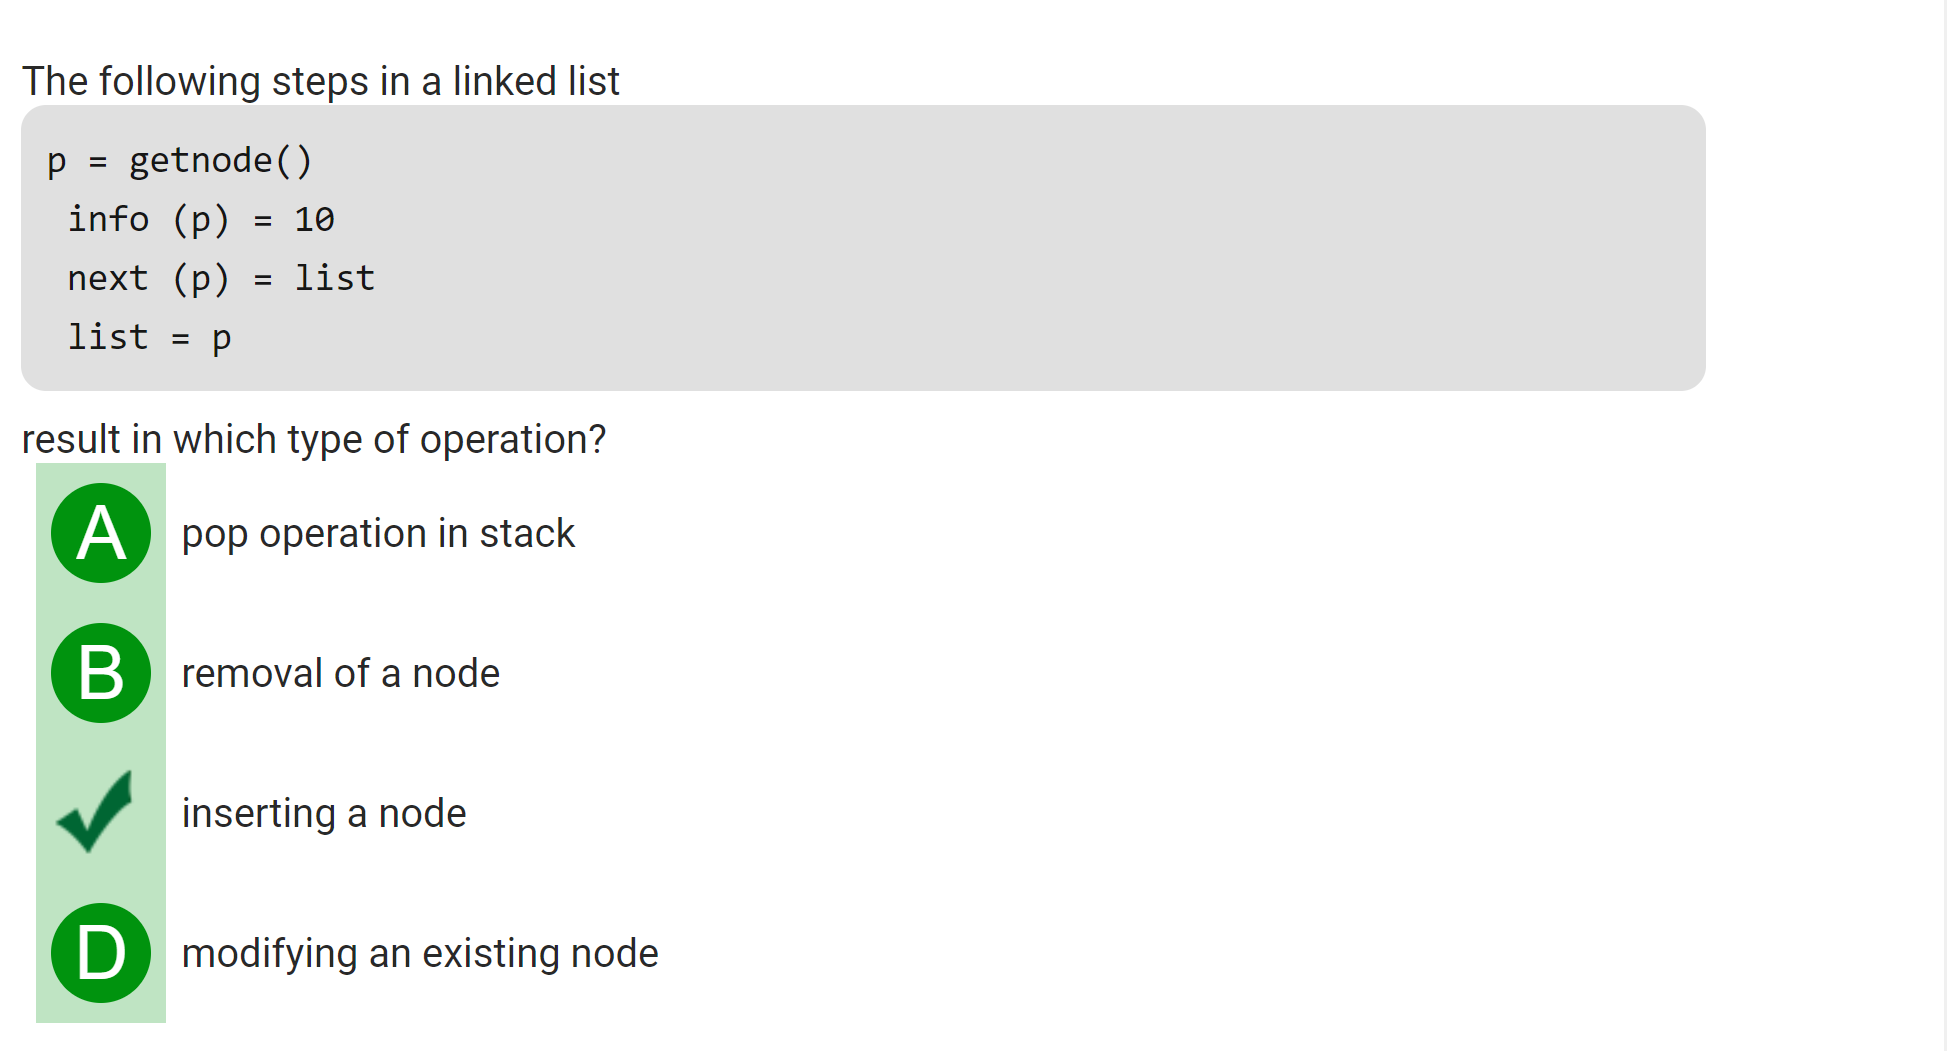 The following steps in a linked list
p = getnode()
info (p) = 10
next (p) = list
list = p
result in which type of operation?
A pop operation in stack
B removal of a node
inserting a node
D modifying an existing node